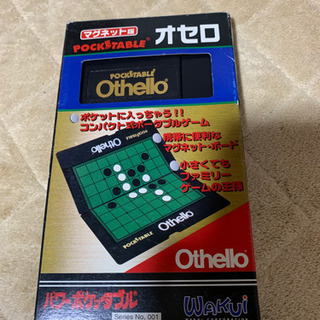 マグネット版
POCKETABLE® オセロ
POCKETABLE
Othello
ポケットに入っちゃう!!
コンパクトポータブルゲーム
携帯に便利な
マグネット・ボード
小さくても
ファミリー
ゲームの王様
Othello
POCKETABLE
Othello
Othello
パワーポケッタブル
Series No. 001
WAKUI